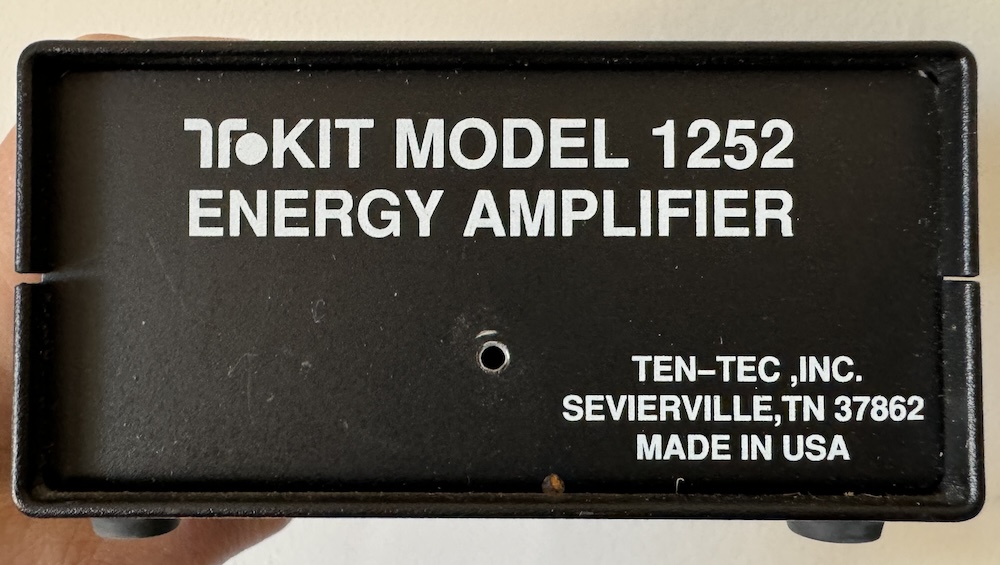 T-KIT MODEL 1252
ENERGY AMPLIFIER
TEN-TEC ,INC.
SEVIERVILLE,TN 37862
MADE IN USA